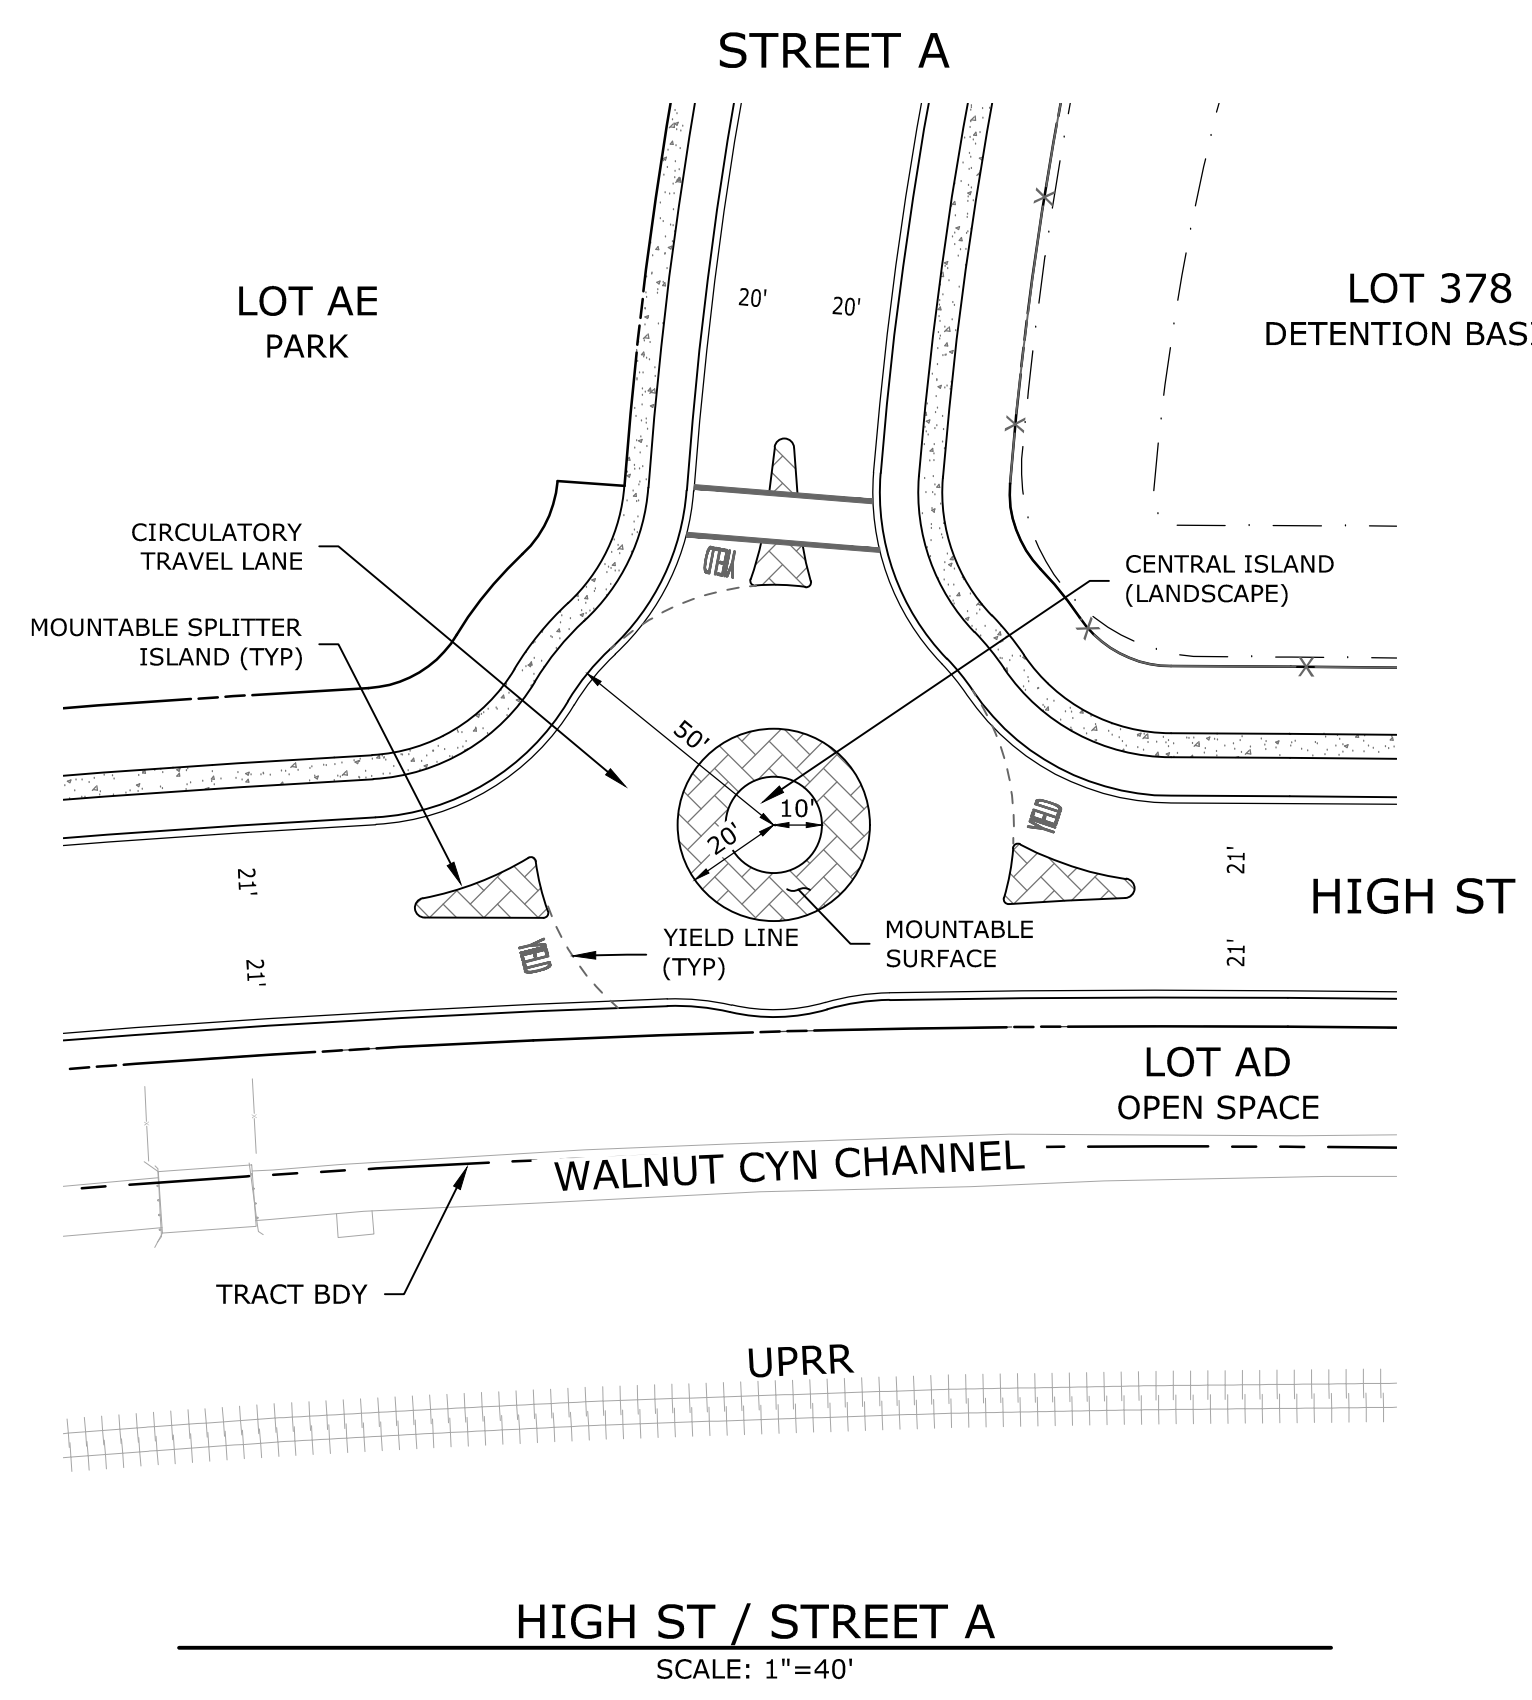 STREET A
20'
20'
LOT AE
PARK
LOT 378
DETENTION BASI
CIRCULATORY
TRAVEL LANE
YIELD
CENTRAL ISLAND
(LANDSCAPE)
MOUNTABLE SPLITTER
ISLAND (TYP)
50'
10'
20'
YIELD
21'
21'
HIGH ST
21'
21'
YIELD
YIELD LINE
(TYP)
MOUNTABLE
SURFACE
LOT AD
OPEN SPACE
WALNUT CYN CHANNEL
TRACT BDY
UPRR
HIGH ST / STREET A
SCALE: 1"=40'